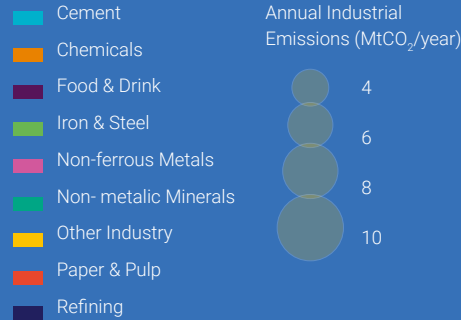 Cement
Chemicals
Food & Drink
Iron & Steel
Non-ferrous Metals
Non- metalic Minerals
Other Industry
Paper & Pulp
Refining
Annual Industrial
Emissions (MtCO₂/year)
4
6
8
10